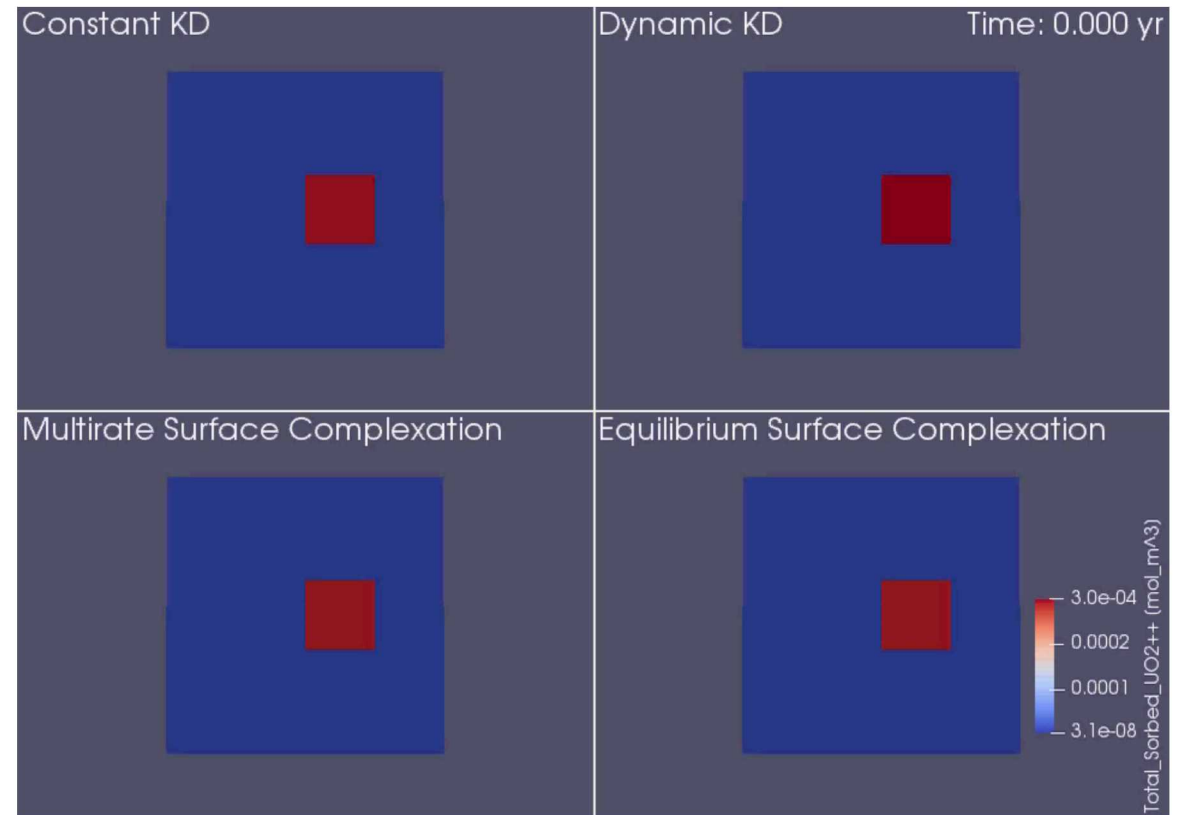 Constant KD
Dynamic KD
Time: 0.000 yr
Multirate Surface Complexation
Equilibrium Surface Complexation
3.0e-04
0.0002
0.0001
3.1e-08
Total_Sorbed_UO2++ (mol_m^3)